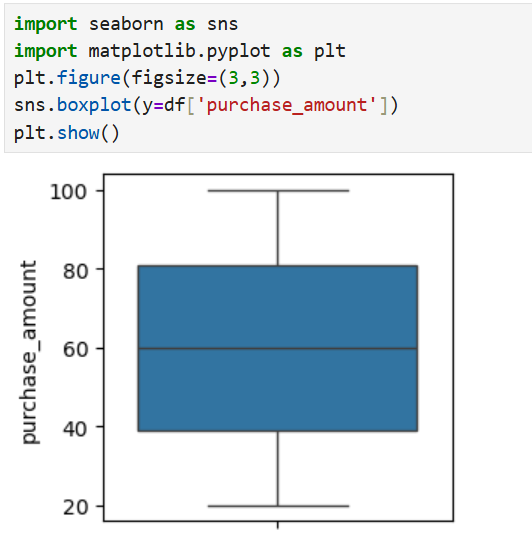 import seaborn as sns
import matplotlib.pyplot as plt
plt.figure(figsize=(3,3))
sns.boxplot(y=df['purchase_amount'])
plt.show()
100
80
60
40
20
purchase_amount